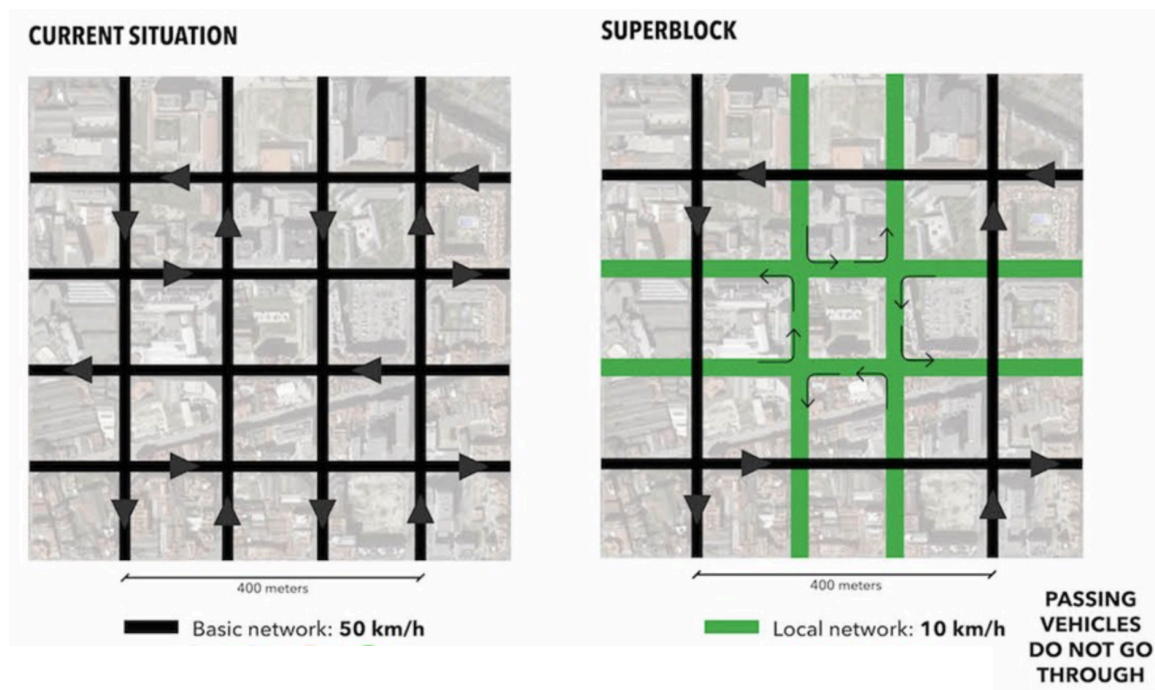 CURRENT SITUATION
400 meters
Basic network: 50 km/h
SUPERBLOCK
400 meters
Local network: 10 km/h
PASSING
VEHICLES
DO NOT GO
THROUGH